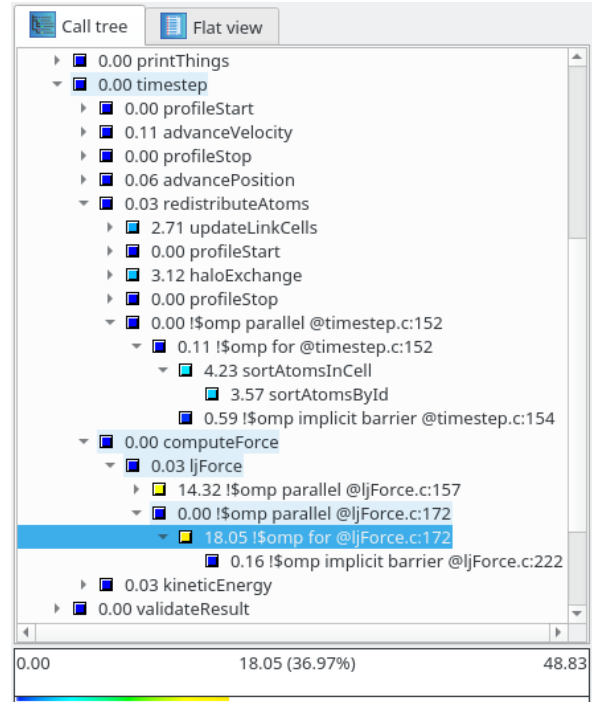 Call tree
Flat view
0.00 printThings
0.00 timestep
0.00 profileStart
0.11 advanceVelocity
0.00 profileStop
0.06 advancePosition
0.03 redistributeAtoms
2.71 updateLinkCells
0.00 profileStart
3.12 haloExchange
0.00 profileStop
0.00 !$omp parallel @timestep.c:152
0.11 !$omp for @timestep.c:152
4.23 sortAtomsInCell
3.57 sortAtomsById
0.59 !$omp implicit barrier @timestep.c:154
0.00 computeForce
0.03 ljForce
14.32 !$omp parallel @ljForce.c:157
0.00 !$omp parallel @ljForce.c:172
18.05 !$omp for @ljForce.c:172
0.16 !$omp implicit barrier @ljForce.c:222
0.03 kineticEnergy
0.00 validateResult
0.00 18.05 (36.97%) 48.83